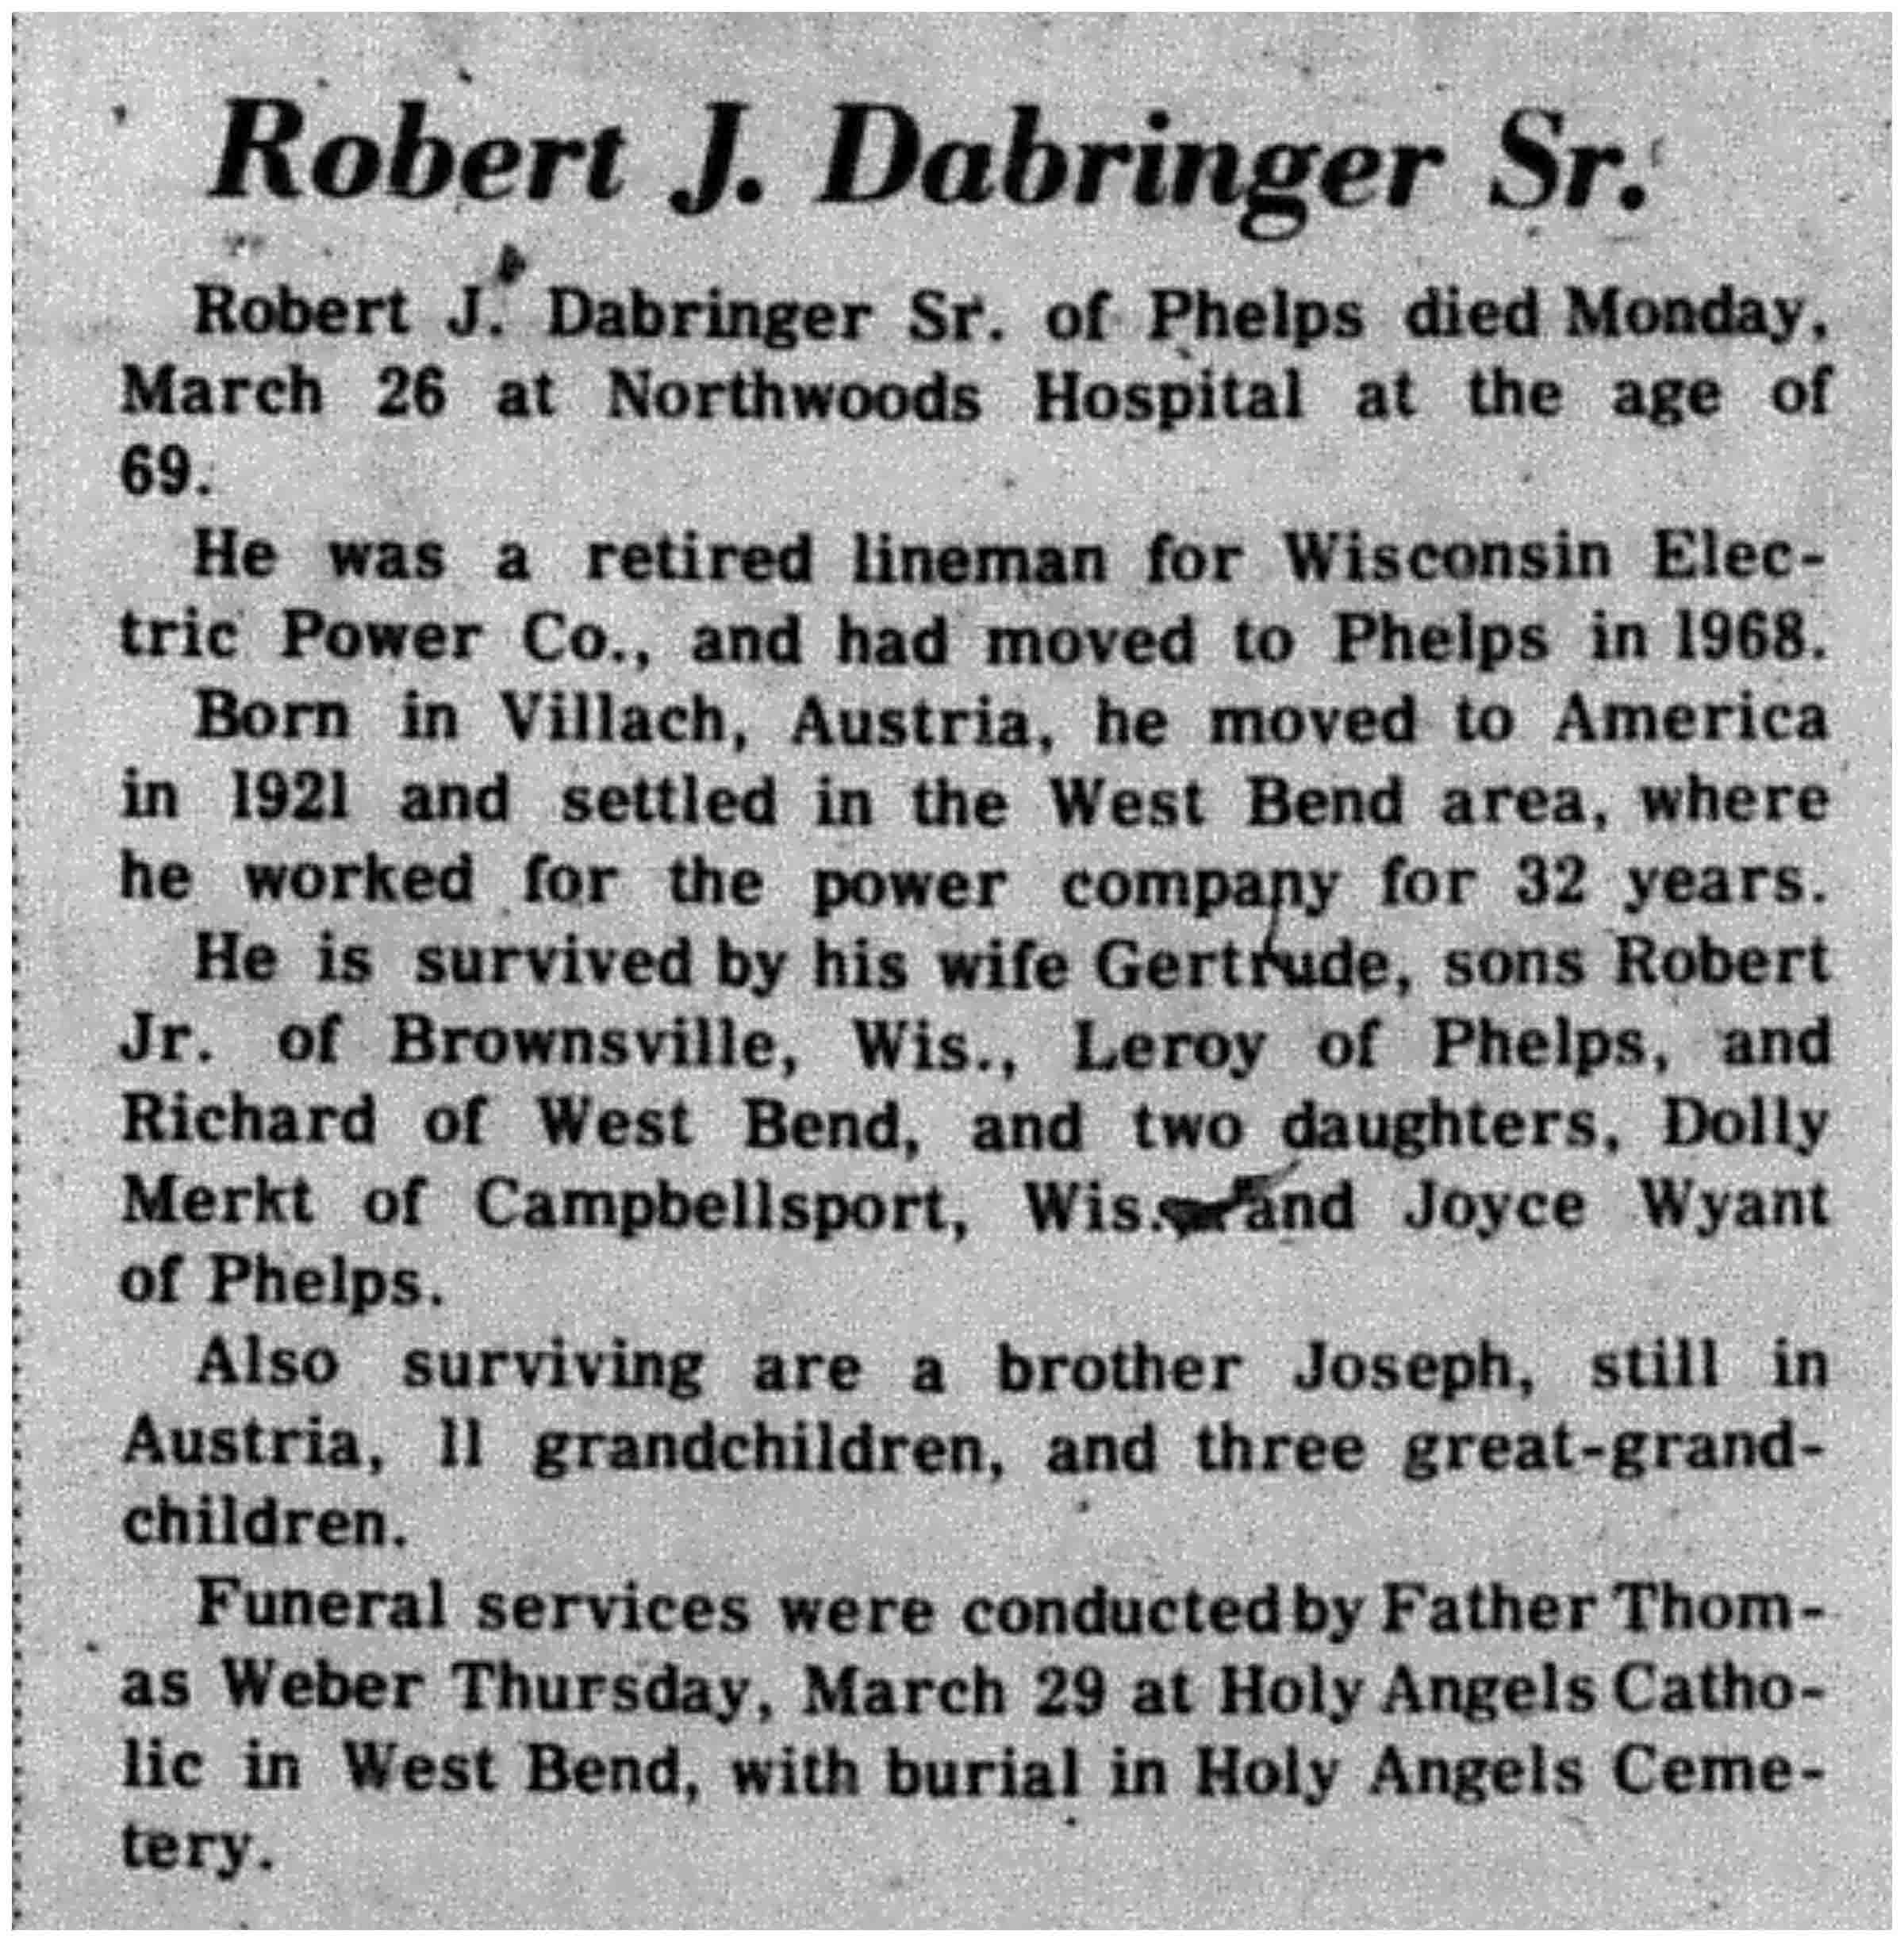 Robert J. Dabringer Sr.
Robert J. Dabringer Sr. of Phelps died Monday,
March 26 at Northwoods Hospital at the age of
69.
He was a retired lineman for Wisconsin Elec-
tric Power Co., and had moved to Phelps in 1968.
Born in Villach, Austria, he moved to America
in 1921 and settled in the West Bend area, where
he worked for the power company for 32 years.
He is survived by his wife Gertrude, sons Robert
Jr. of Brownsville, Wis., Leroy of Phelps, and
Richard of West Bend, and two daughters, Dolly
Merkt of Campbellsport, Wis. and Joyce Wyant
of Phelps.
Also surviving are a brother Joseph, still in
Austria, 11 grandchildren, and three great-grand-
children.
Funeral services were conducted by Father Thom-
as Weber Thursday, March 29 at Holy Angels Catho-
lic in West Bend, with burial in Holy Angels Ceme-
tery.